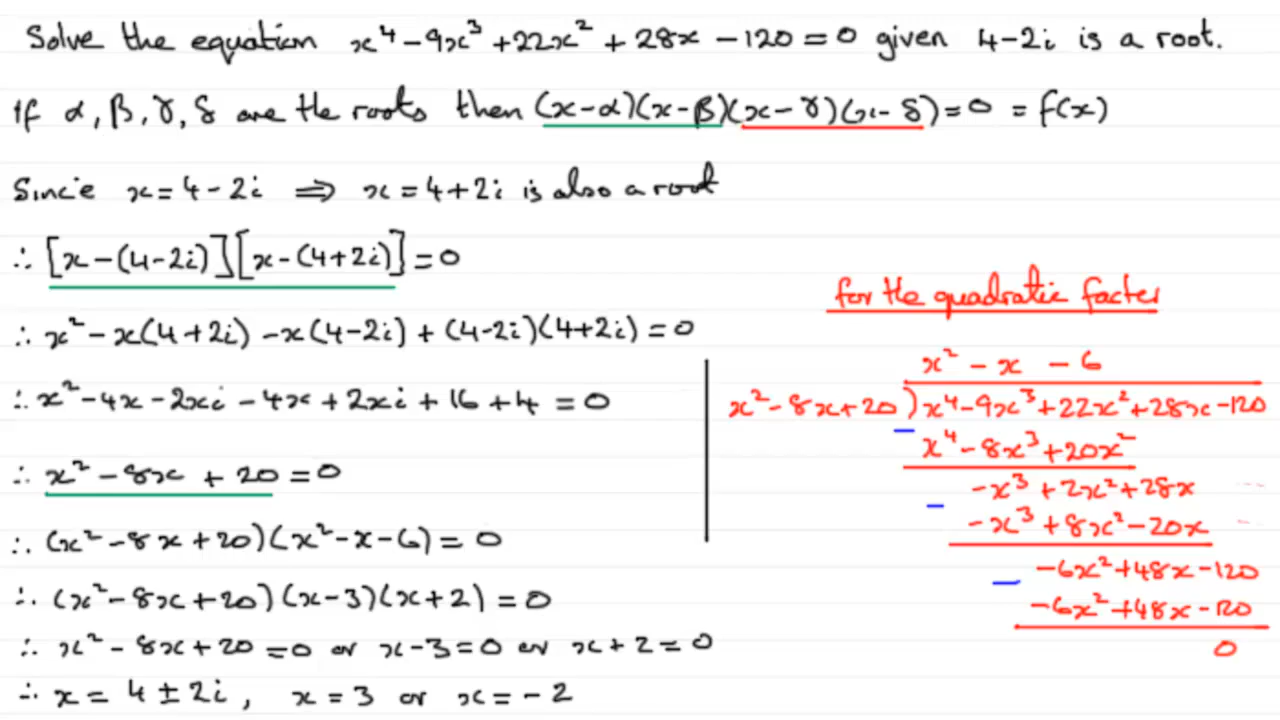 Solve the equation x⁴ - 9x³ + 22x² + 28x - 120 = 0 given 4-2i is a root.
If α, β, γ, δ are the roots then (x-α)(x-β)(x-γ)(x-δ) = 0 = f(x)
Since x = 4-2i ⟹ x = 4+2i is also a root
∴ [x-(4-2i)][x-(4+2i)] = 0
∴ x² - x(4+2i) - x(4-2i) + (4-2i)(4+2i) = 0
∴ x² - 4x - 2xi - 4x + 2xi + 16 + 4 = 0
∴ x² - 8x + 20 = 0
∴ (x² - 8x + 20)(x² - x - 6) = 0
∴ (x² - 8x + 20)(x-3)(x+2) = 0
∴ x² - 8x + 20 = 0 or x-3 = 0 or x+2 = 0
∴ x = 4 ± 2i, x = 3 or x = -2
for the quadratic factor
x² - x - 6
x² - 8x + 20 ) x⁴ - 9x³ + 22x² + 28x - 120
- x⁴ - 8x³ + 20x²
-x³ + 2x² + 28x
- -x³ + 8x² - 20x
-6x² + 48x - 120
- -6x² + 48x - 120
0